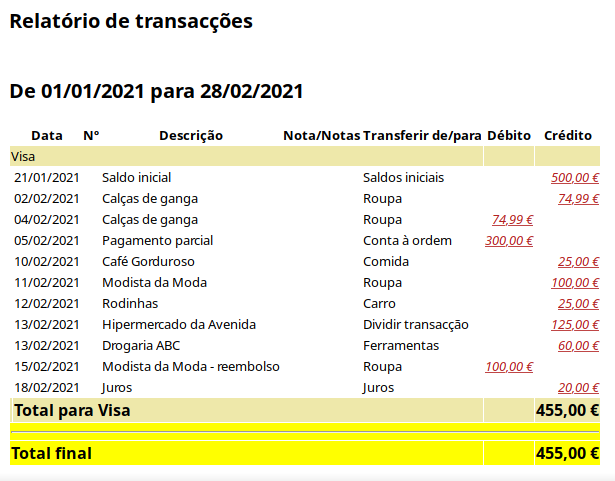 Relatório de transacções
De 01/01/2021 para 28/02/2021
Data Nº Descrição Nota/Notas Transferir de/para Débito Crédito
Visa
21/01/2021 Saldo inicial Saldos iniciais 500,00 €
02/02/2021 Calças de ganga Roupa 74,99 €
04/02/2021 Calças de ganga Roupa 74,99 €
05/02/2021 Pagamento parcial Conta à ordem 300,00 €
10/02/2021 Café Gorduroso Comida 25,00 €
11/02/2021 Modista da Moda Roupa 100,00 €
12/02/2021 Rodinhas Carro 25,00 €
13/02/2021 Hipermercado da Avenida Dividir transacção 125,00 €
13/02/2021 Drogaria ABC Ferramentas 60,00 €
15/02/2021 Modista da Moda - reembolso Roupa 100,00 €
18/02/2021 Juros Juros 20,00 €
Total para Visa 455,00 €
Total final 455,00 €